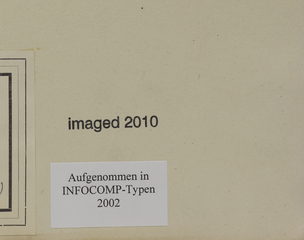 imaged 2010
Aufgenommen in
INFOCOMP-Typen
2002